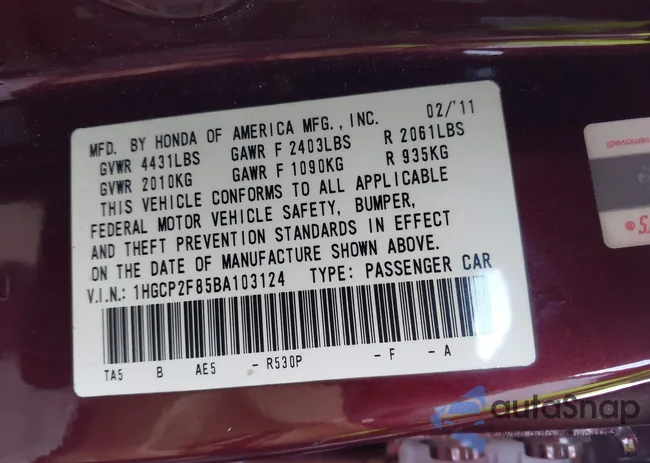 MFD. BY HONDA OF AMERICA MFG., INC. 02/'11
GVWR 4431LBS GAWR F 2403LBS R 2061LBS
GVWR 2010KG GAWR F 1090KG R 935KG
THIS VEHICLE CONFORMS TO ALL APPLICABLE
FEDERAL MOTOR VEHICLE SAFETY, BUMPER,
AND THEFT PREVENTION STANDARDS IN EFFECT
ON THE DATE OF MANUFACTURE SHOWN ABOVE.
V.I.N.: 1HGCP2F85BA103124 TYPE: PASSENGER CAR
TA5 B AE5 - R530P - F - A
removed!
autoSnap